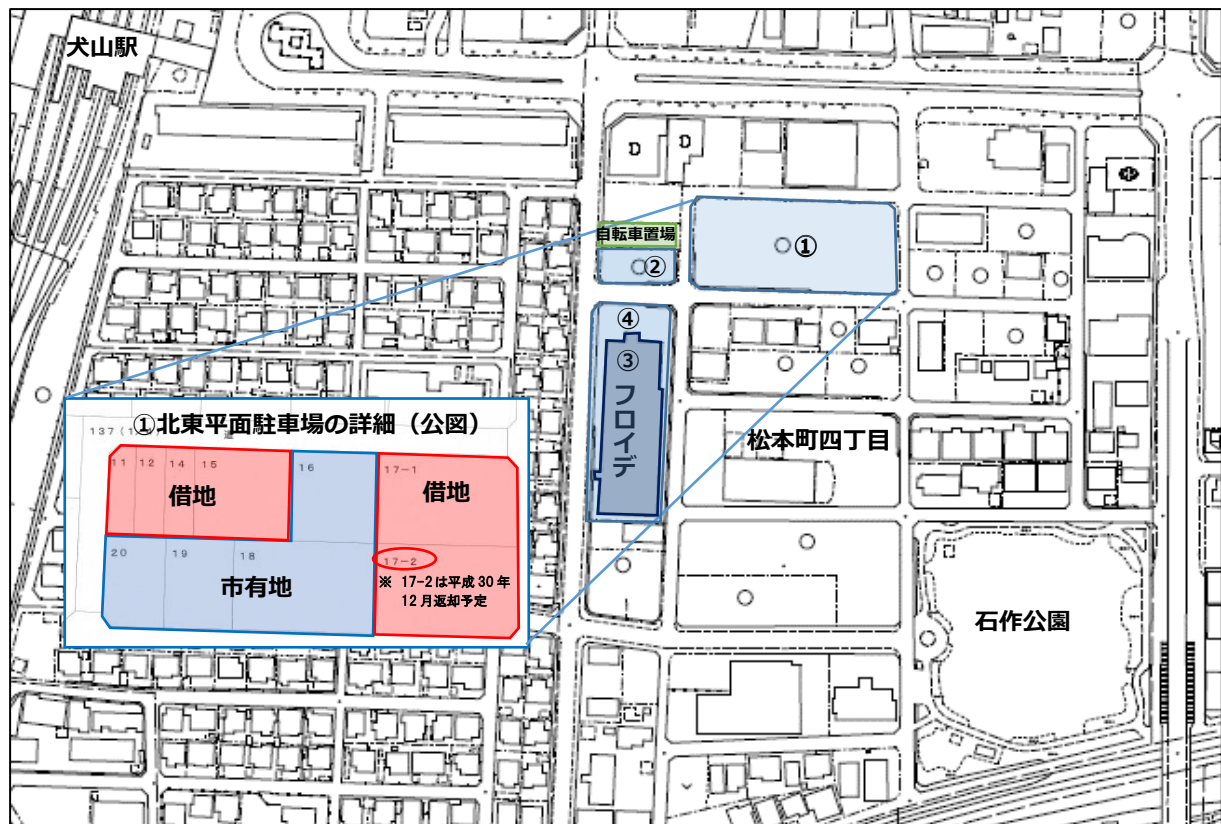 犬山駅
D
D
自転車置場
②
①
④
③
フロイデ
松本町四丁目
石作公園
①北東平面駐車場の詳細（公図）
11
12
14
15
16
17-1
借地
借地
20
19
18
17-2
市有地
※ 17-2は平成30年
12月返却予定